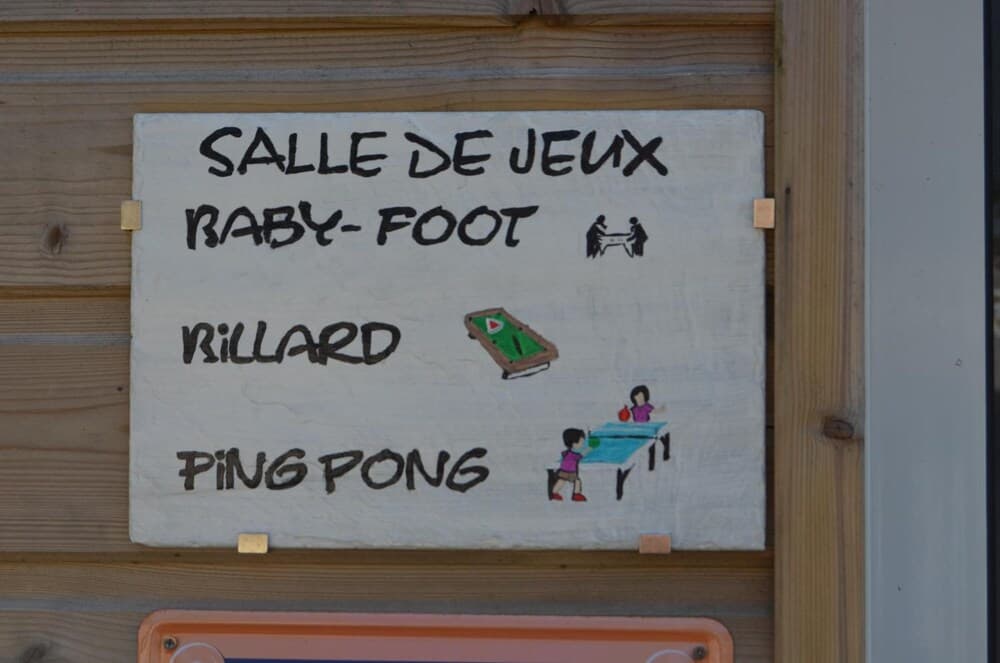 SALLE DE JEUX
BABY-FOOT
BiLLARD
PiNG PONG